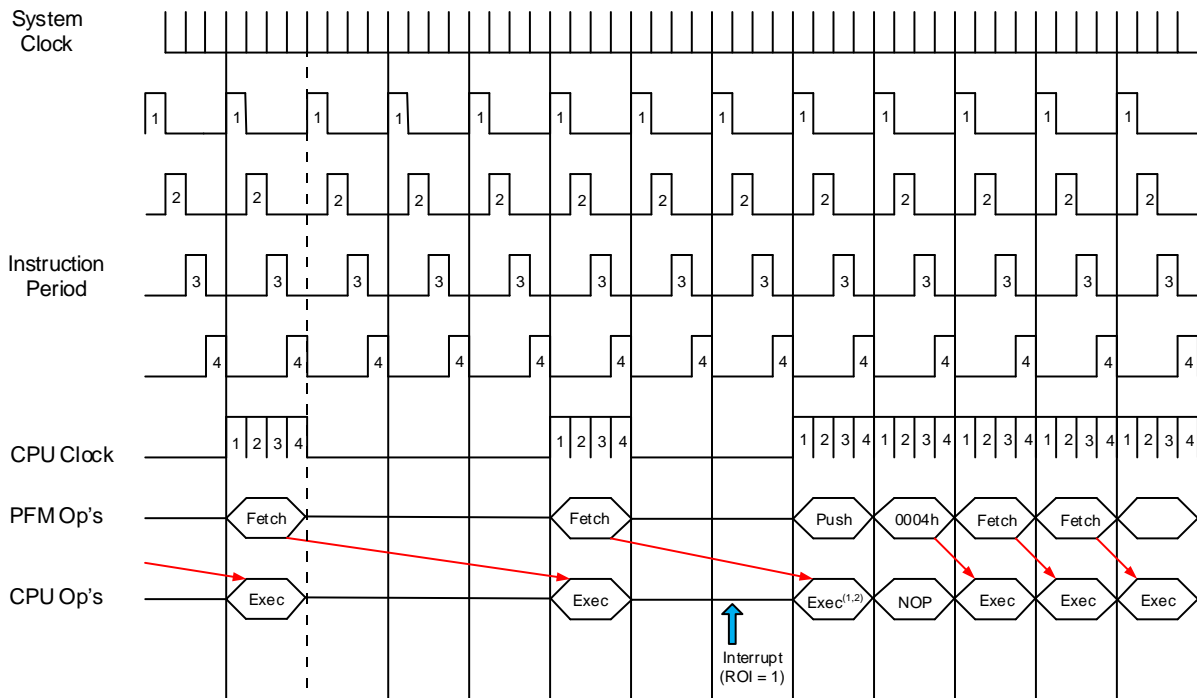 System
Clock
1 1 1 1 1 1 1 1 1 1 1 1 1
2 2 2 2 2 2 2 2 2 2 2 2 2
Instruction
Period
3 3 3 3 3 3 3 3 3 3 3 3 3
4 4 4 4 4 4 4 4 4 4 4 4 4
CPU Clock
1 2 3 4 1 2 3 4 1 2 3 4 1 2 3 4 1 2 3 4 1 2 3 4 1 2 3 4
PFM Op's
Fetch Fetch Push 0004h Fetch Fetch
CPU Op's
Exec Exec Exec(1,2) NOP Exec Exec Exec
Interrupt
(ROI = 1)